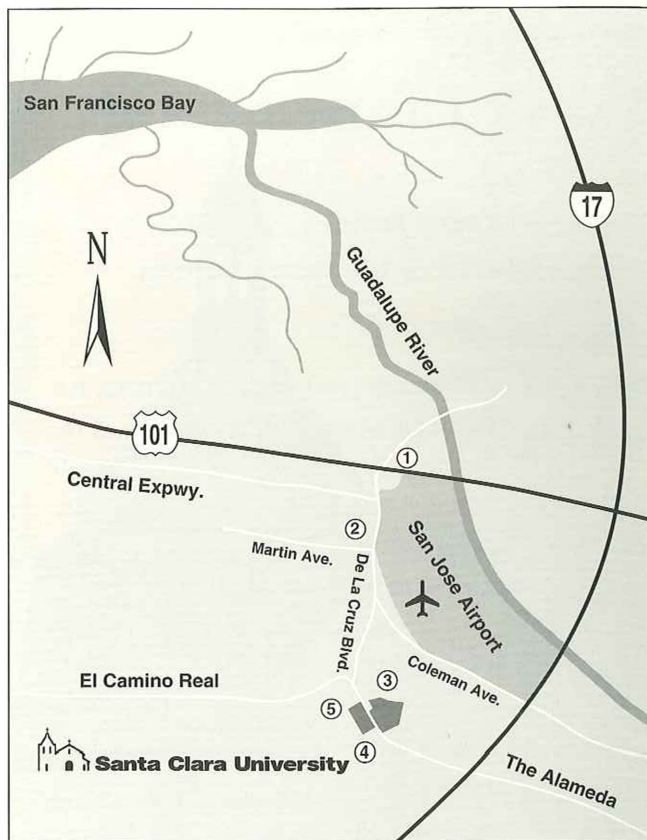 San Francisco Bay
17
N
Guadalupe River
101
①
Central Expwy.
②
Martin Ave.
De La Cruz Blvd.
San Jose Airport
El Camino Real
③
Coleman Ave.
⑤
④
Santa Clara University
The Alameda